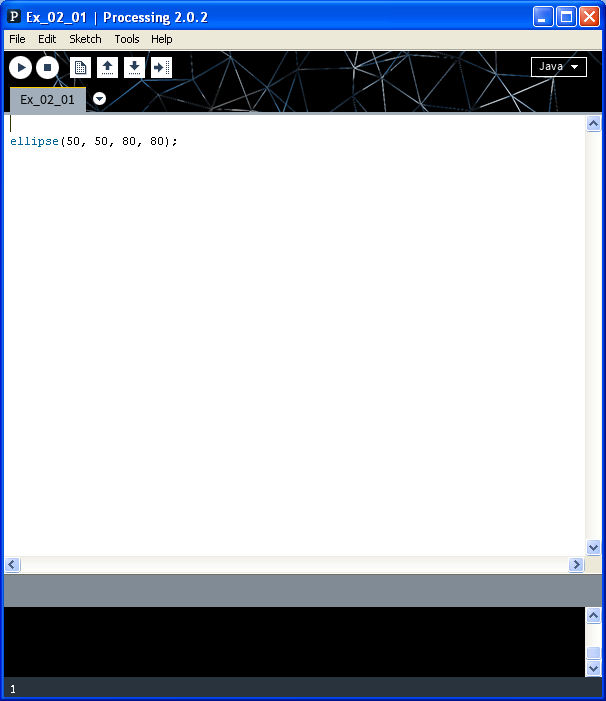 P Ex_02_01 | Processing 2.0.2
File Edit Sketch Tools Help
Java
Ex_02_01
ellipse(50, 50, 80, 80);
1